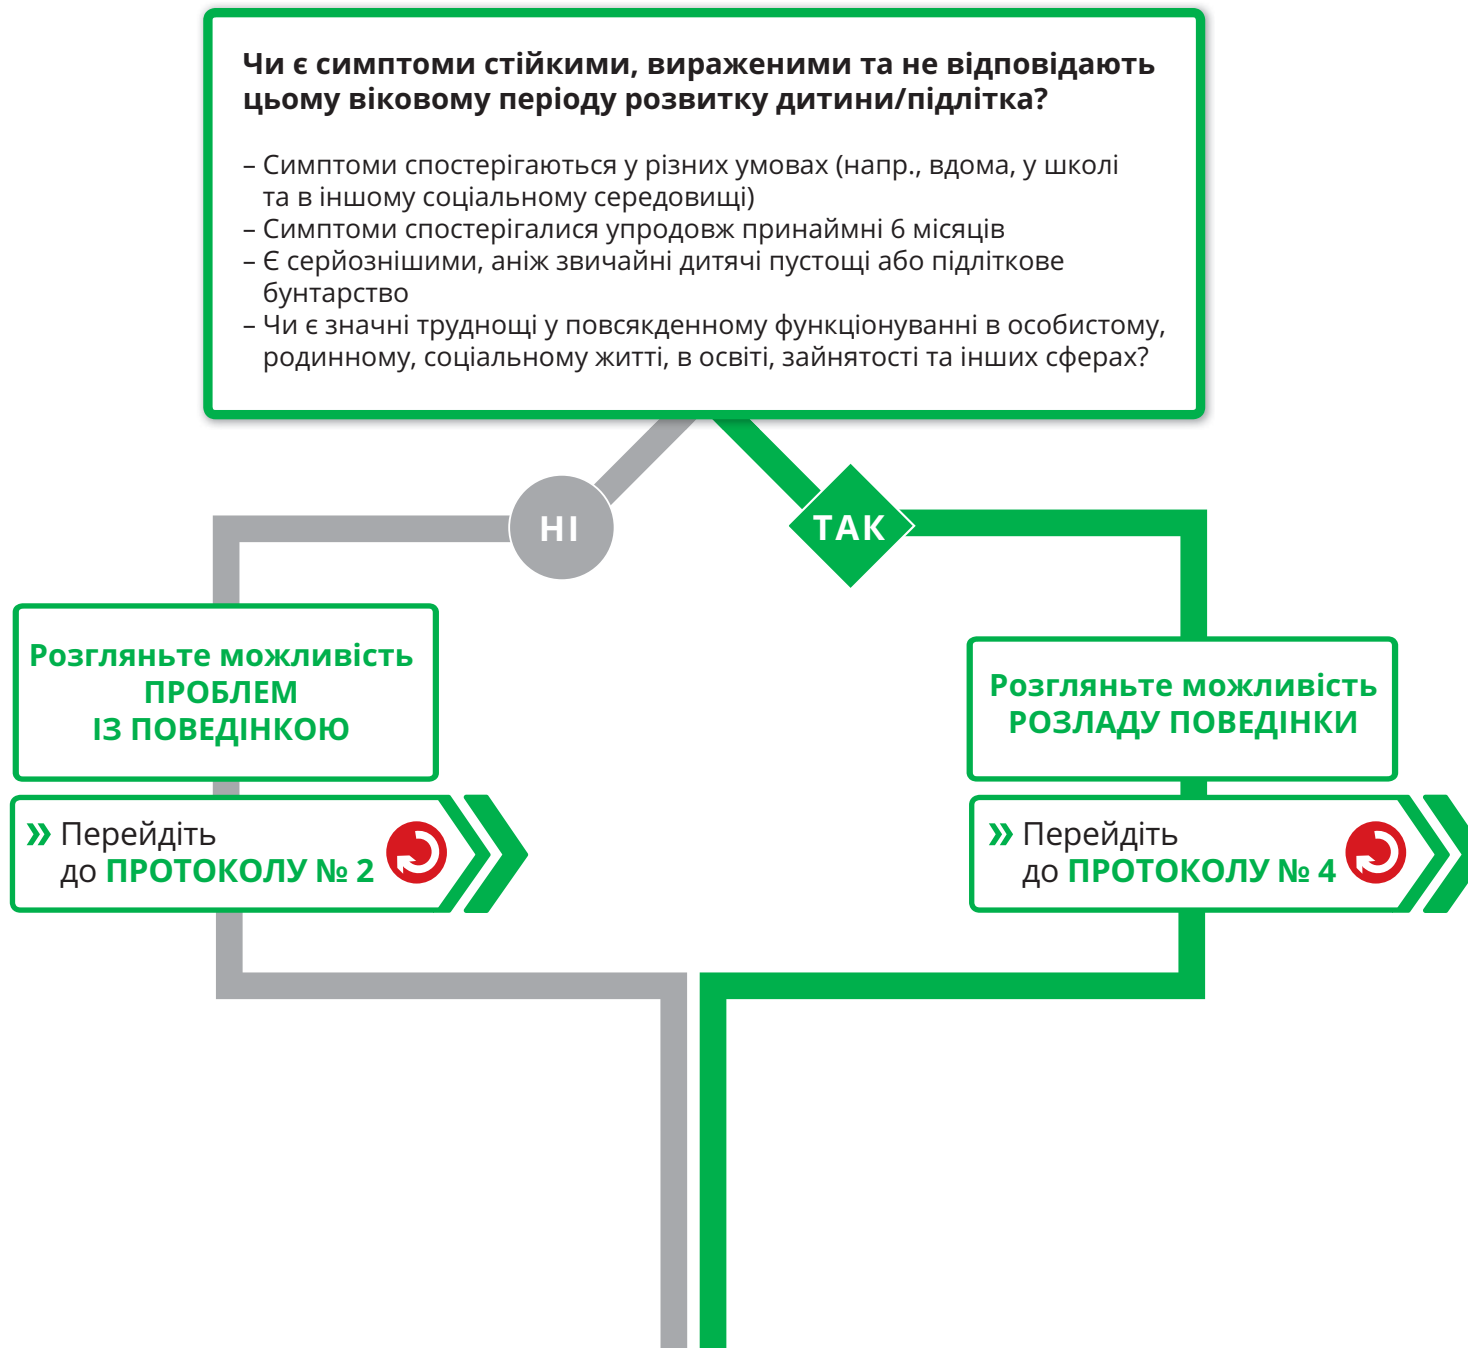 Чи є симптоми стійкими, вираженими та не відповідають
цьому віковому періоду розвитку дитини/підлітка?
– Симптоми спостерігаються у різних умовах (напр., вдома, у школі
та в іншому соціальному середовищі)
– Симптоми спостерігалися упродовж принаймні 6 місяців
– Є серйознішими, аніж звичайні дитячі пустощі або підліткове
бунтарство
– Чи є значні труднощі у повсякденному функціонуванні в особистому,
родинному, соціальному житті, в освіті, зайнятості та інших сферах?
НІ
ТАК
Розгляньте можливість
ПРОБЛЕМ
ІЗ ПОВЕДІНКОЮ
» Перейдіть
до ПРОТОКОЛУ № 2
Розгляньте можливість
РОЗЛАДУ ПОВЕДІНКИ
» Перейдіть
до ПРОТОКОЛУ № 4